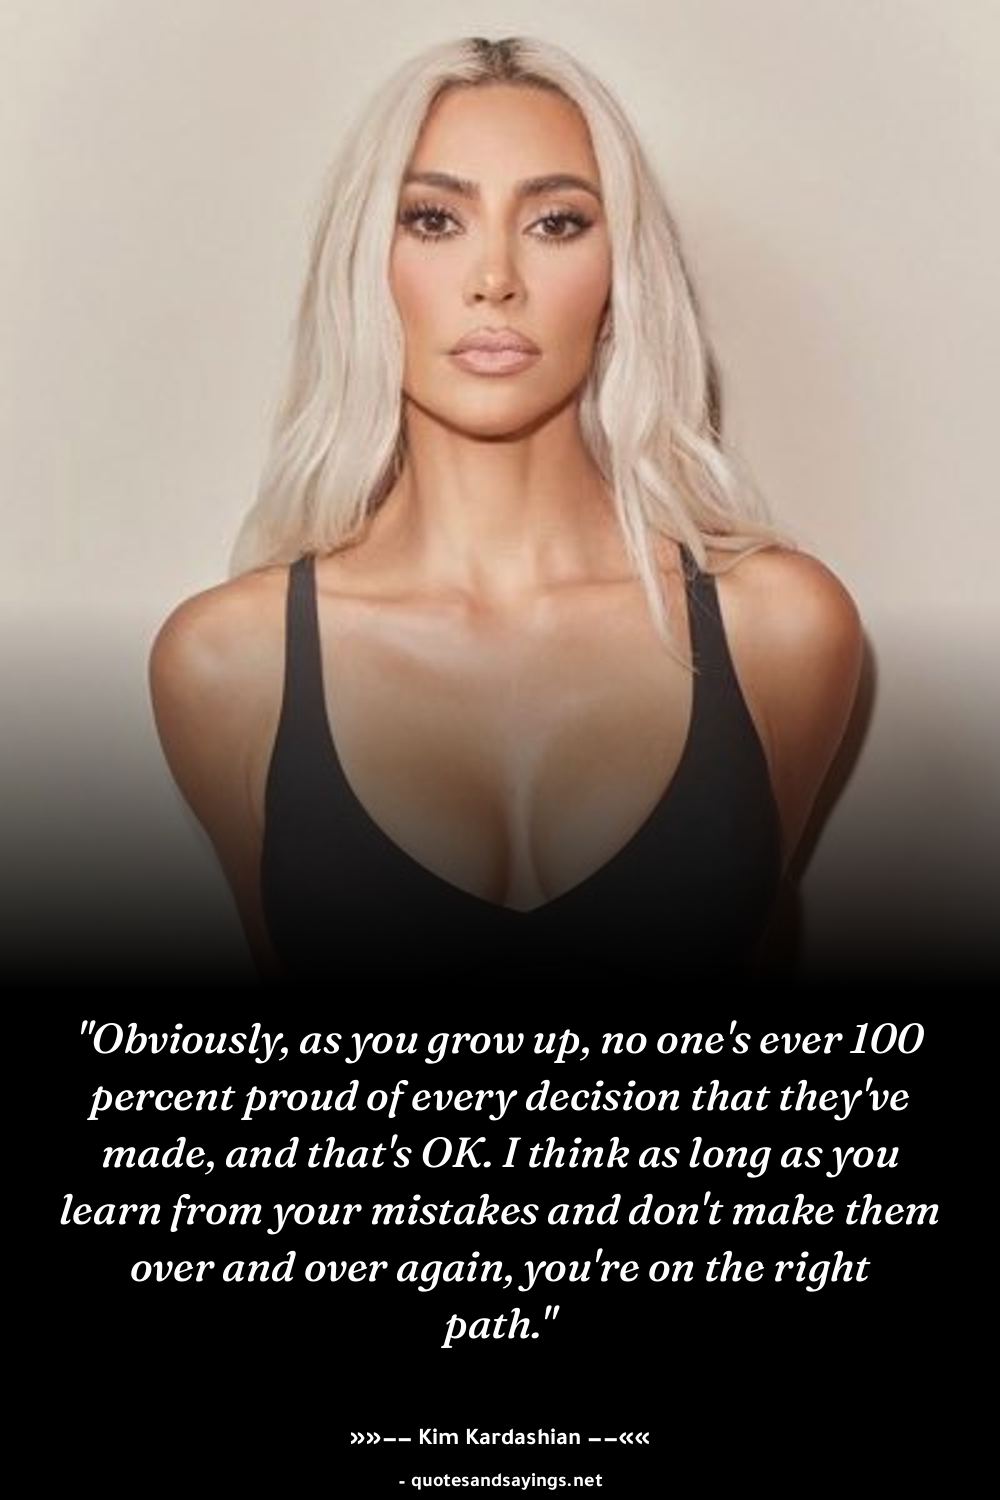 "Obviously, as you grow up, no one's ever 100
percent proud of every decision that they've
made, and that's OK. I think as long as you
learn from your mistakes and don't make them
over and over again, you're on the right
path."
»»–– Kim Kardashian ––««
- quotesandsayings.net